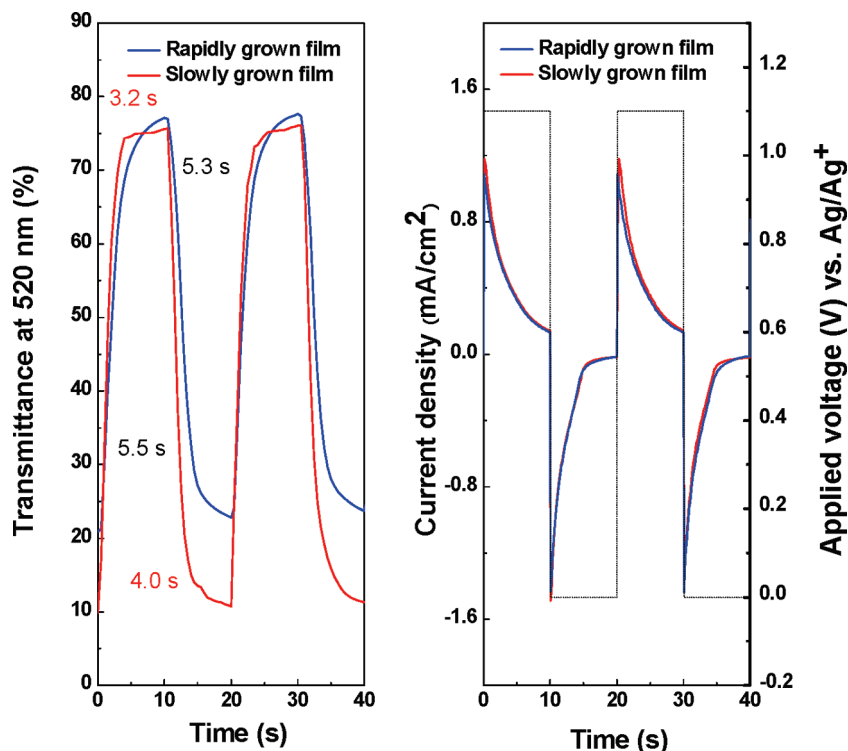 90
80
70
60
50
40
30
20
10
0
Transmittance at 520 nm (%)
Rapidly grown film
Slowly grown film
3.2 s
5.3 s
5.5 s
4.0 s
0
10
20
30
40
Time (s)
1.6
0.8
0.0
-0.8
-1.6
Current density (mA/cm²)
Rapidly grown film
Slowly grown film
1.2
1.0
0.8
0.6
0.4
0.2
0.0
-0.2
Applied voltage (V) vs. Ag/Ag⁺
0
10
20
30
40
Time (s)